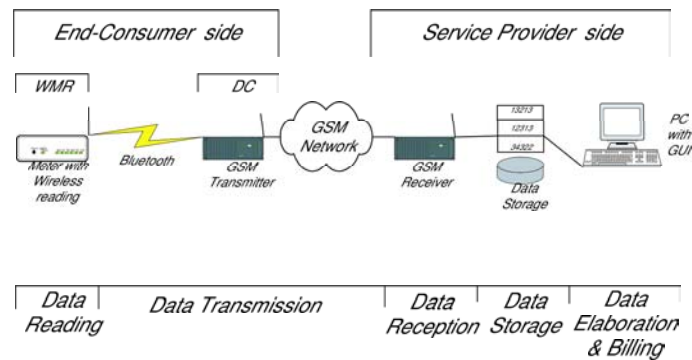 End-Consumer side
Service Provider side
WMR
DC
Meter with
Wireless
reading
Bluetooth
GSM
Transmitter
GSM
Network
GSM
Receiver
13213
12313
34322
Data
Storage
PC
with
GUI
Data
Reading
Data Transmission
Data
Reception
Data
Storage
Data
Elaboration
& Billing